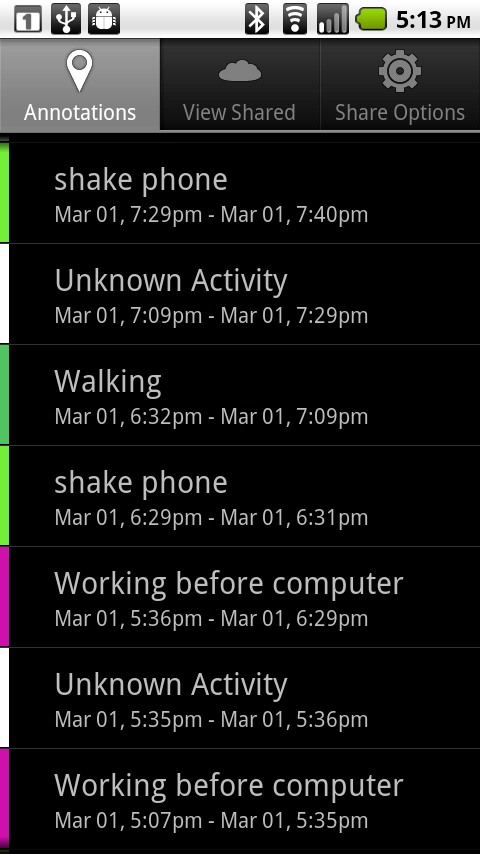 1 5:13 PM
Annotations View Shared Share Options
shake phone
Mar 01, 7:29pm - Mar 01, 7:40pm
Unknown Activity
Mar 01, 7:09pm - Mar 01, 7:29pm
Walking
Mar 01, 6:32pm - Mar 01, 7:09pm
shake phone
Mar 01, 6:29pm - Mar 01, 6:31pm
Working before computer
Mar 01, 5:36pm - Mar 01, 6:29pm
Unknown Activity
Mar 01, 5:35pm - Mar 01, 5:36pm
Working before computer
Mar 01, 5:07pm - Mar 01, 5:35pm